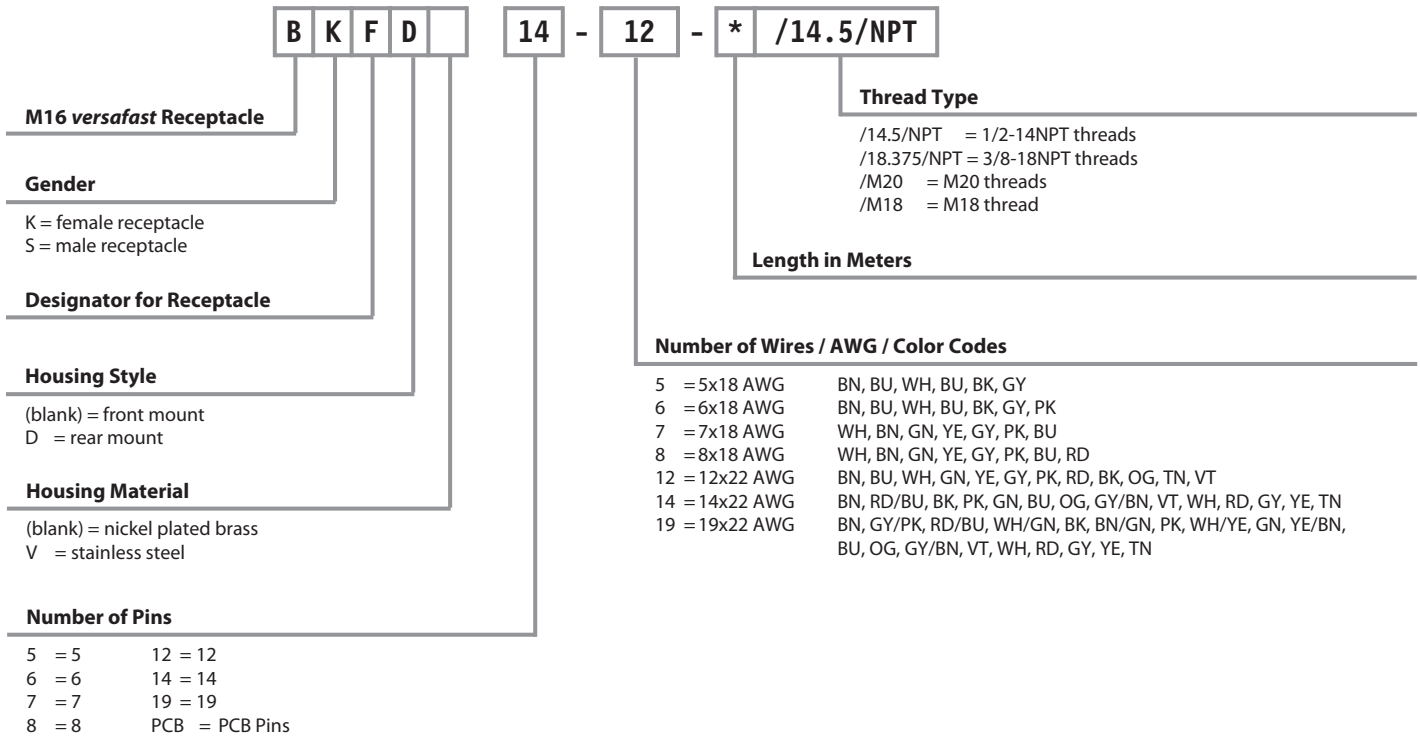 B K F D 14 - 12 - * /14.5/NPT
M16 versafast Receptacle
Gender
K = female receptacle
S = male receptacle
Designator for Receptacle
Housing Style
(blank) = front mount
D = rear mount
Housing Material
(blank) = nickel plated brass
V = stainless steel
Number of Pins
5 = 5 12 = 12
6 = 6 14 = 14
7 = 7 19 = 19
8 = 8 PCB = PCB Pins
Thread Type
/14.5/NPT = 1/2-14NPT threads
/18.375/NPT = 3/8-18NPT threads
/M20 = M20 threads
/M18 = M18 thread
Length in Meters
Number of Wires / AWG / Color Codes
5 = 5x18 AWG BN, BU, WH, BU, BK, GY
6 = 6x18 AWG BN, BU, WH, BU, BK, GY, PK
7 = 7x18 AWG WH, BN, GN, YE, GY, PK, BU
8 = 8x18 AWG WH, BN, GN, YE, GY, PK, BU, RD
12 = 12x22 AWG BN, BU, WH, GN, YE, GY, PK, RD, BK, OG, TN, VT
14 = 14x22 AWG BN, RD/BU, BK, PK, GN, BU, OG, GY/BN, VT, WH, RD, GY, YE, TN
19 = 19x22 AWG BN, GY/PK, RD/BU, WH/GN, BK, BN/GN, PK, WH/YE, GN, YE/BN,
BU, OG, GY/BN, VT, WH, RD, GY, YE, TN